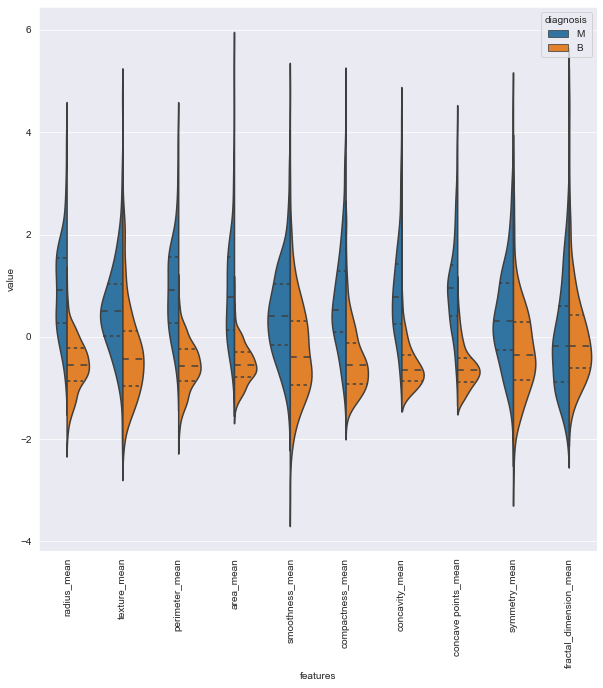 diagnosis
M
B
6
4
2
0
−2
−4
value
radius_mean
texture_mean
perimeter_mean
area_mean
smoothness_mean
compactness_mean
concavity_mean
concave points_mean
symmetry_mean
fractal_dimension_mean
features